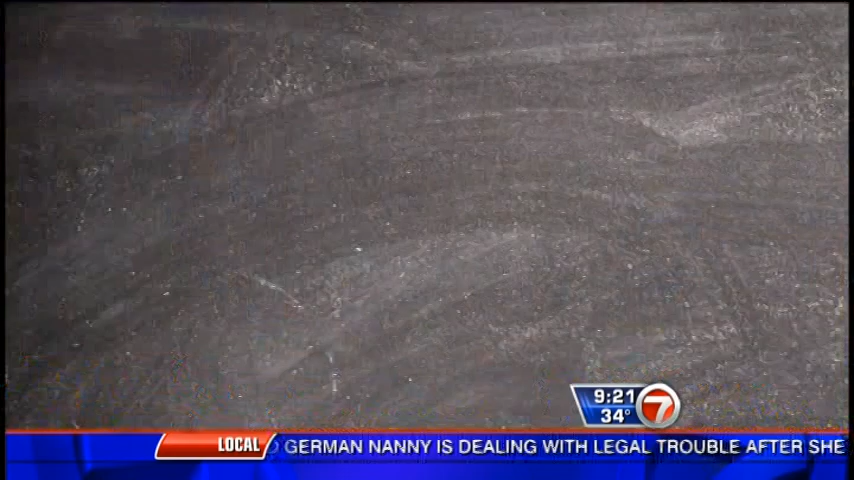 9:21
34°
7
LOCAL
GERMAN NANNY IS DEALING WITH LEGAL TROUBLE AFTER SHE